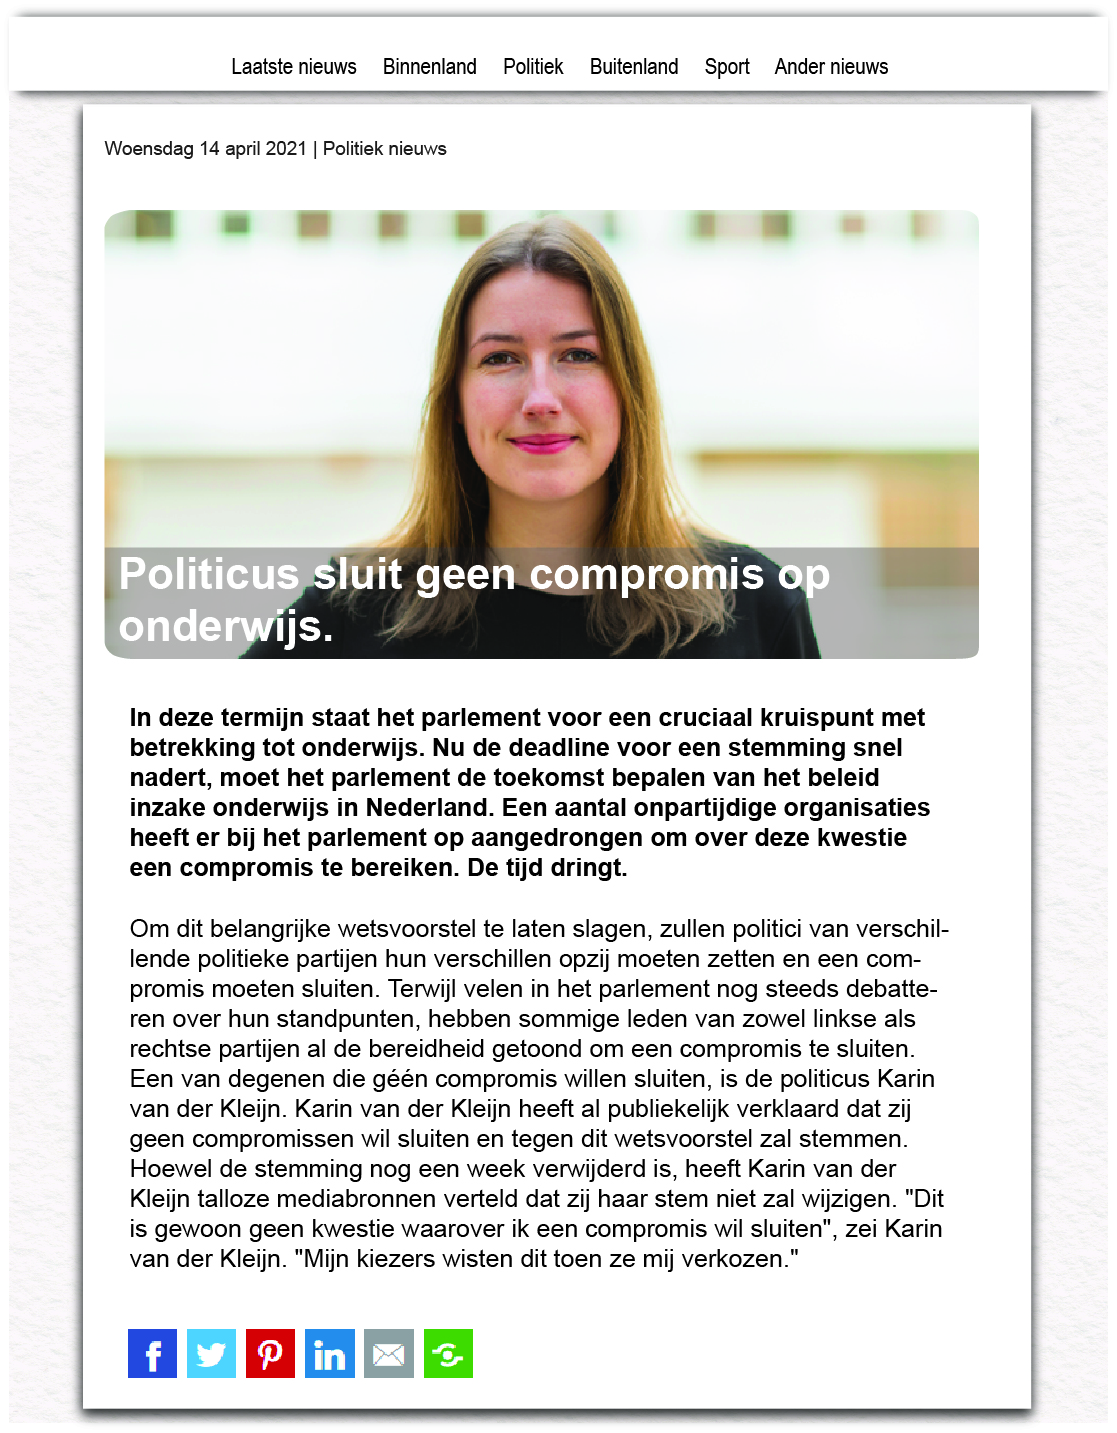 Laatste nieuws Binnenland Politiek Buitenland Sport Ander nieuws
Woensdag 14 april 2021 | Politiek nieuws
Politicus sluit geen compromis op
onderwijs.
In deze termijn staat het parlement voor een cruciaal kruispunt met
betrekking tot onderwijs. Nu de deadline voor een stemming snel
nadert, moet het parlement de toekomst bepalen van het beleid
inzake onderwijs in Nederland. Een aantal onpartijdige organisaties
heeft er bij het parlement op aangedrongen om over deze kwestie
een compromis te bereiken. De tijd dringt.
Om dit belangrijke wetsvoorstel te laten slagen, zullen politici van verschil-
lende politieke partijen hun verschillen opzij moeten zetten en een com-
promis moeten sluiten. Terwijl velen in het parlement nog steeds debatte-
ren over hun standpunten, hebben sommige leden van zowel linkse als
rechtse partijen al de bereidheid getoond om een compromis te sluiten.
Een van degenen die géén compromis willen sluiten, is de politicus Karin
van der Kleijn. Karin van der Kleijn heeft al publiekelijk verklaard dat zij
geen compromissen wil sluiten en tegen dit wetsvoorstel zal stemmen.
Hoewel de stemming nog een week verwijderd is, heeft Karin van der
Kleijn talloze mediabronnen verteld dat zij haar stem niet zal wijzigen. "Dit
is gewoon geen kwestie waarover ik een compromis wil sluiten", zei Karin
van der Kleijn. "Mijn kiezers wisten dit toen ze mij verkozen."